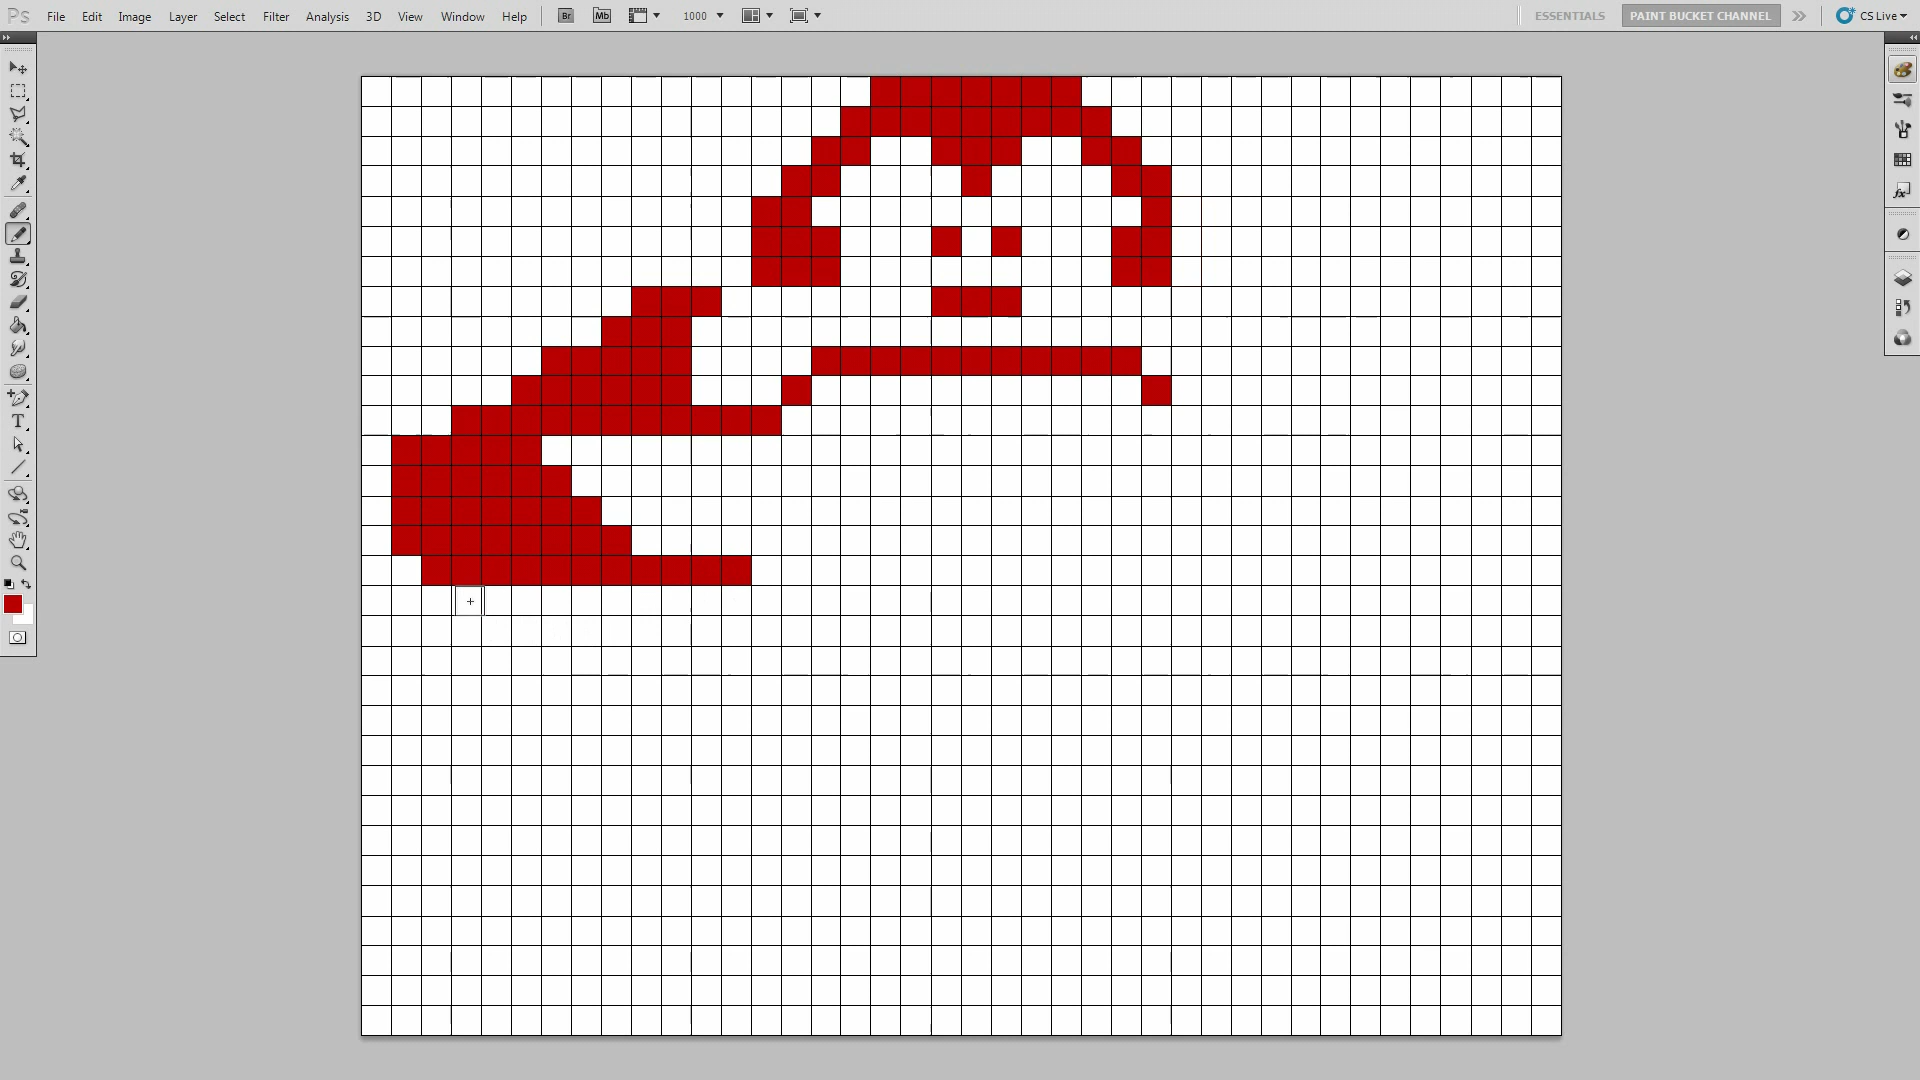 Ps File Edit Image Layer Select Filter Analysis 3D View Window Help Br Mb 1000 ESSENTIALS PAINT BUCKET CHANNEL CS Live
T
fx